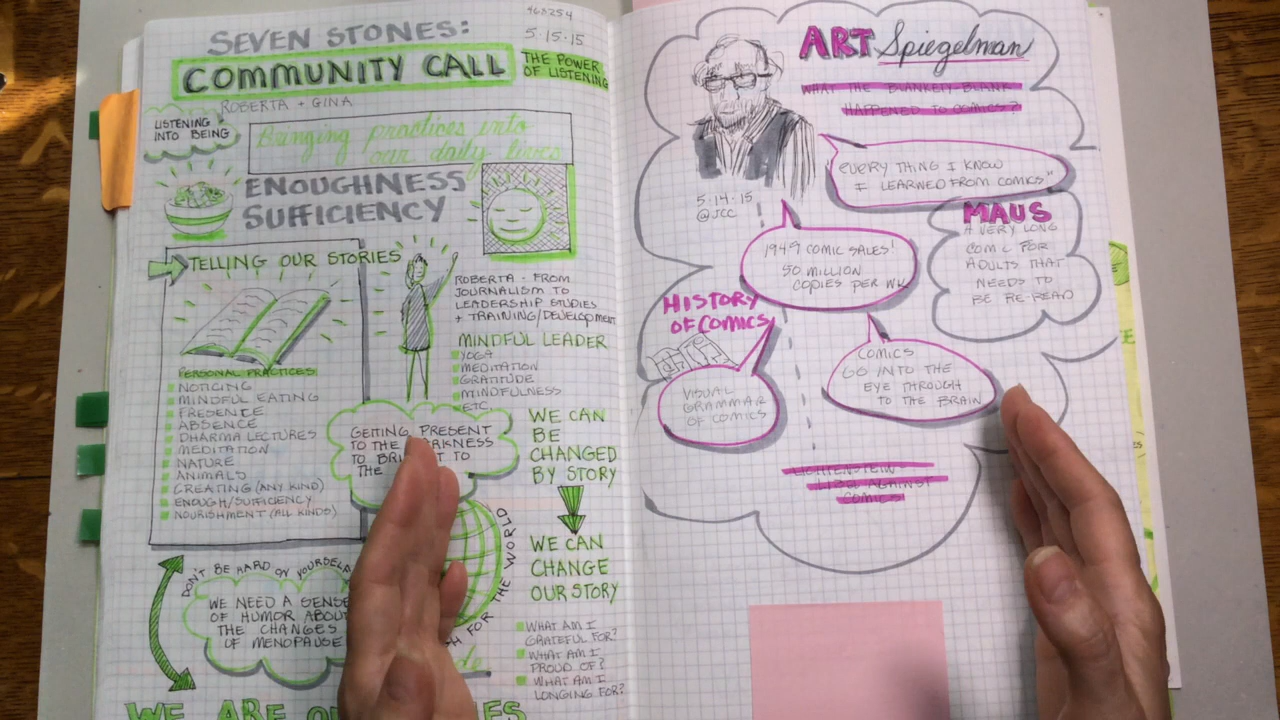 SEVEN STONES:
5·15·15
COMMUNITY CALL
THE POWER
OF LISTENING
ROBERTA + GINA
LISTENING
INTO BEING
Bringing practices into
our daily lives
ENOUGHNESS
SUFFICIENCY
TELLING OUR STORIES
PERSONAL PRACTICES
NOTICING
MINDFUL EATING
PRESENCE
ABSENCE
DHARMA LECTURES
MEDITATION
NATURE
ANIMALS
CREATING (ANY KIND)
ENOUGH/SUFFICIENCY
NOURISHMENT (ALL KINDS)
ROBERTA - FROM
JOURNALISM TO
LEADERSHIP STUDIES
+ TRAINING/DEVELOPMENT
MINDFUL LEADER
YOGA
MEDITATION
GRATITUDE
MINDFULNESS
ETC.
GETTING PRESENT
TO THE DARKNESS
TO
THE
WE CAN
BE
CHANGED
BY STORY
WE CAN
CHANGE
OUR STORY
WHAT AM I
GRATEFUL FOR?
WHAT AM I
PROUD OF?
WHAT AM I
LONGING FOR?
FOR THE WORLD
DON'T BE HARD ON YOURSELF
WE NEED A SENSE
OF HUMOR ABOUT
THE CHANGES
OF MENOPAUSE
WE ARE
ART Spiegelman
WHAT THE BLANKEDY-BLANK
HAPPENED TO COMICS?
"EVERY THING I KNOW
I LEARNED FROM COMICS"
5·14·15
@JCC
MAUS
A VERY LONG
COMIC FOR
ADULTS THAT
NEEDS TO
BE RE-READ
1949 COMIC SALES!
50 MILLION
COPIES PER WK
HISTORY
OF COMICS
VISUAL
GRAMMAR
OF COMICS
COMICS
GO INTO THE
EYE THROUGH
TO THE BRAIN
LICHTENSTEIN
AGAINST
COMICS